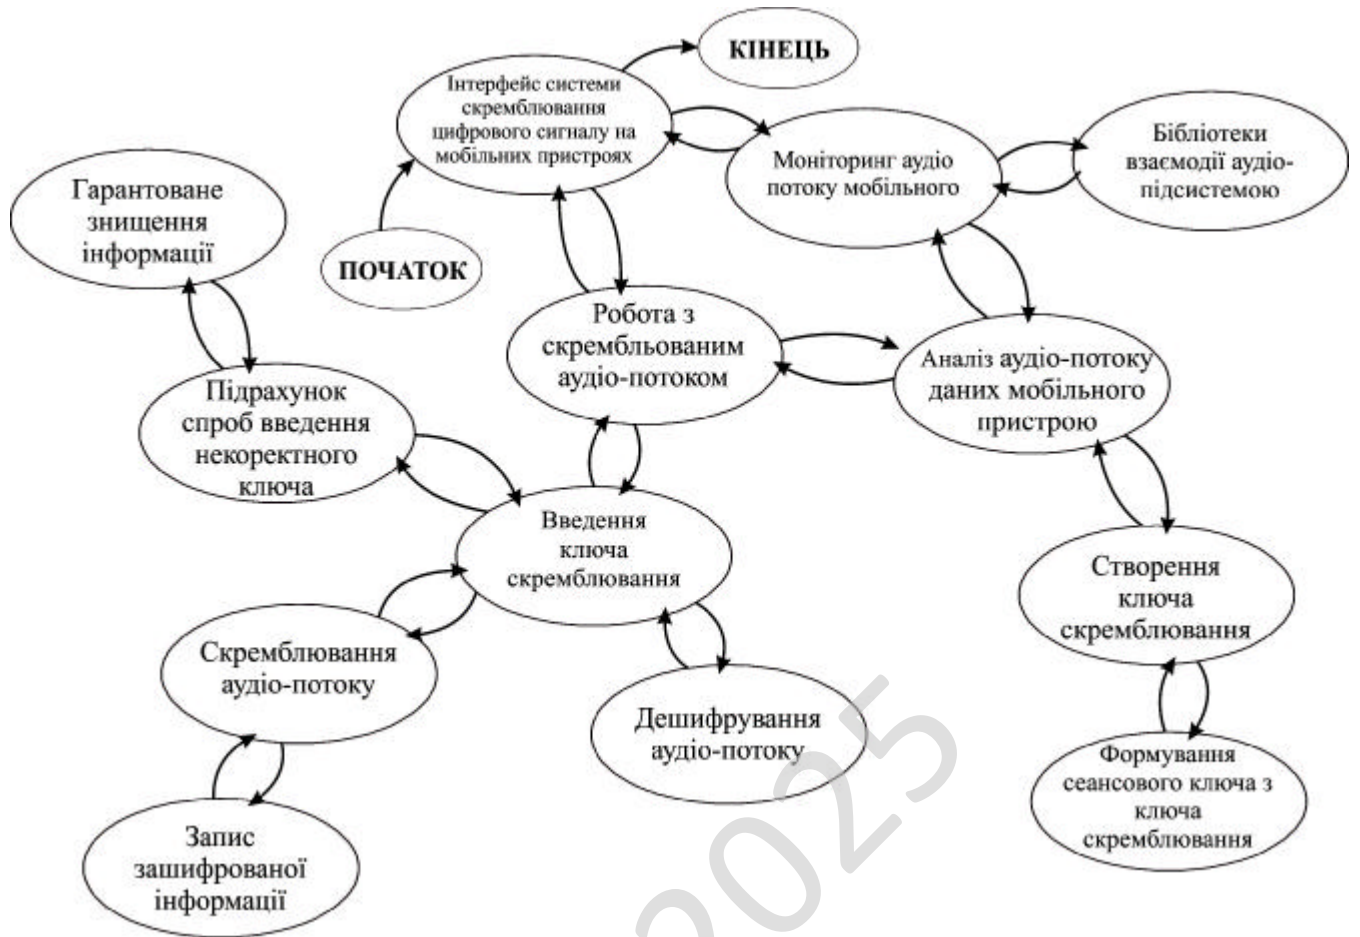 КІНЕЦЬ
Інтерфейс системи
скремблювання
цифрового сигналу на
мобільних пристроях
Моніторинг аудіо
потоку мобільного
Бібліотеки
взаємодії аудіо-
підсистемою
Гарантоване
знищення
інформації
ПОЧАТОК
Робота з
скрембльованим
аудіо-потоком
Аналіз аудіо-потоку
даних мобільного
пристрою
Підрахунок
спроб введення
некоректного
ключа
Введення
ключа
скремблювання
Створення
ключа
скремблювання
Скремблювання
аудіо-потоку
Дешифрування
аудіо-потоку
Формування
сеансового ключа з
ключа
скремблювання
Запис
зашифрованої
інформації
2025